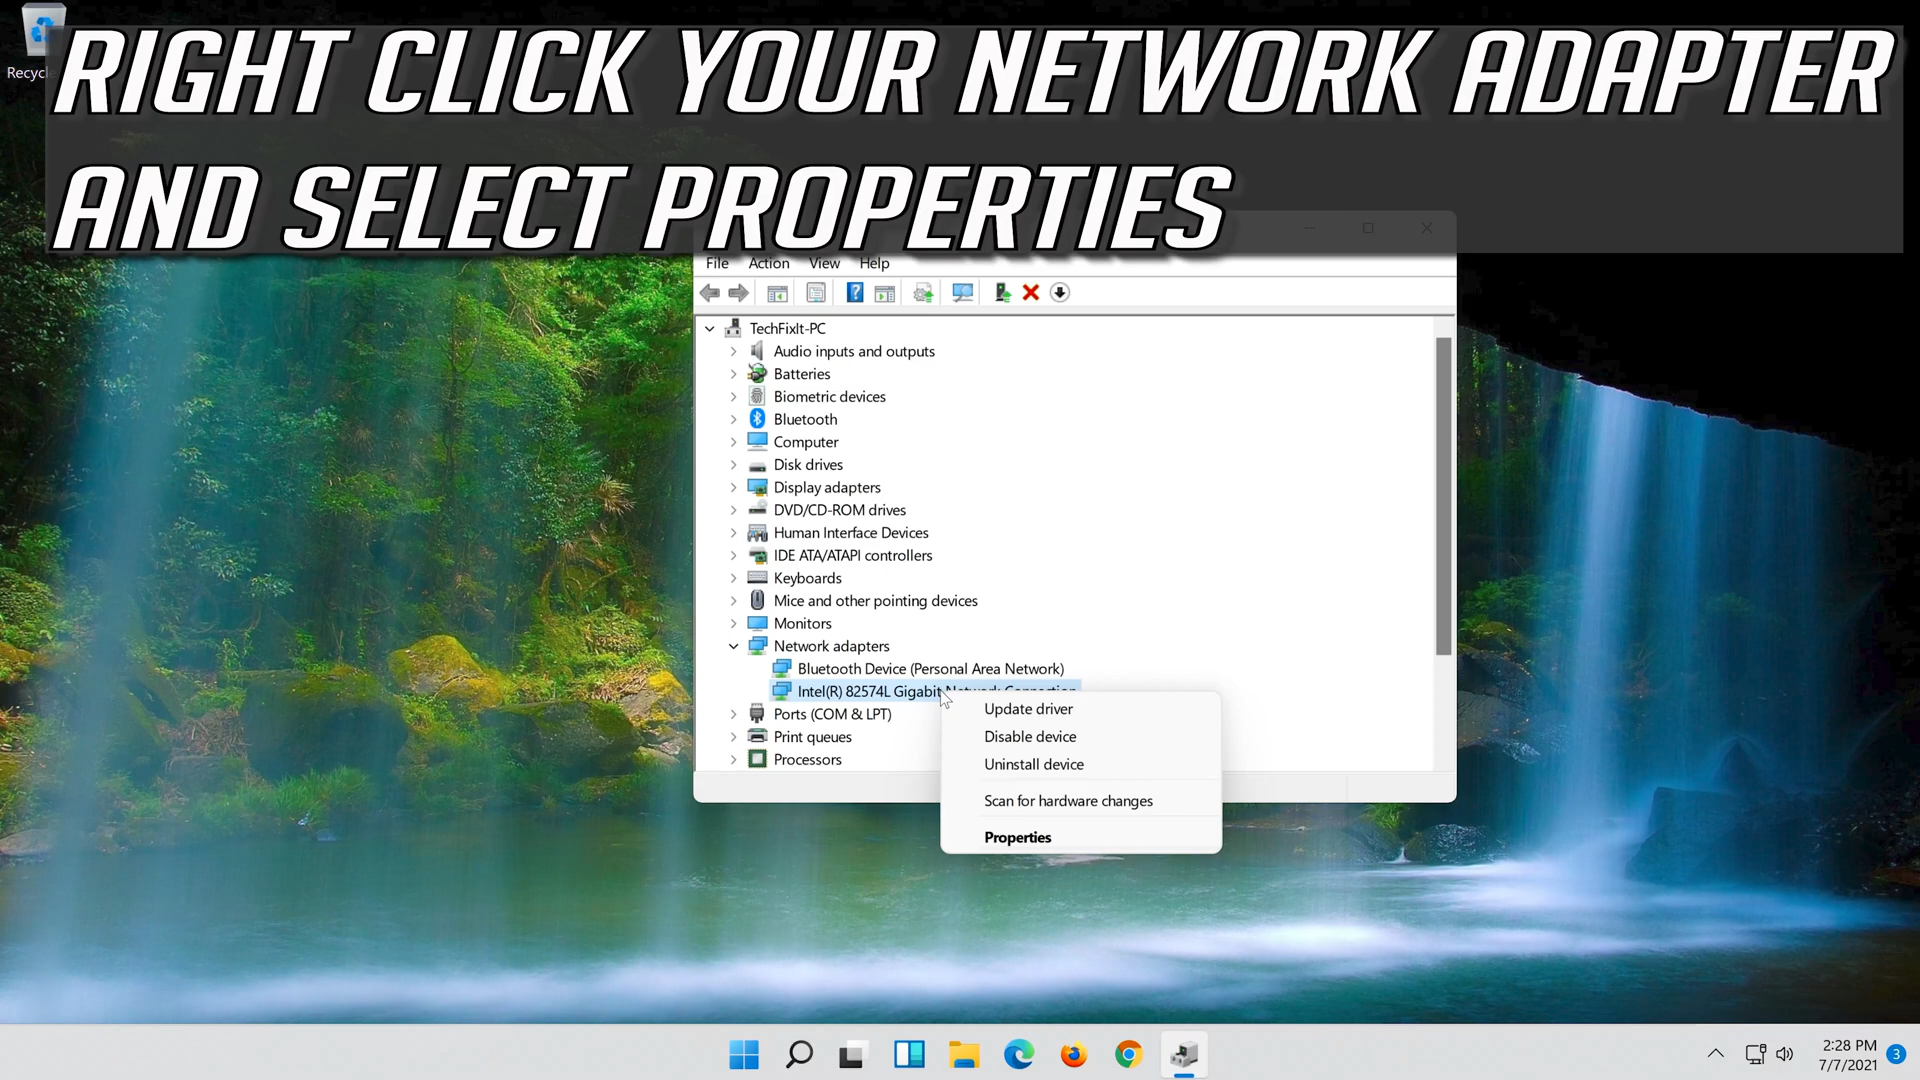 RIGHT CLICK YOUR NETWORK ADAPTER
AND SELECT PROPERTIES
Recycle
File Action View Help
TechFixIt-PC
Audio inputs and outputs
Batteries
Biometric devices
Bluetooth
Computer
Disk drives
Display adapters
DVD/CD-ROM drives
Human Interface Devices
IDE ATA/ATAPI controllers
Keyboards
Mice and other pointing devices
Monitors
Network adapters
Bluetooth Device (Personal Area Network)
Intel(R) 82574L Gigabit Network Connection
Ports (COM & LPT)
Print queues
Processors
Update driver
Disable device
Uninstall device
Scan for hardware changes
Properties
2:28 PM
7/7/2021
3